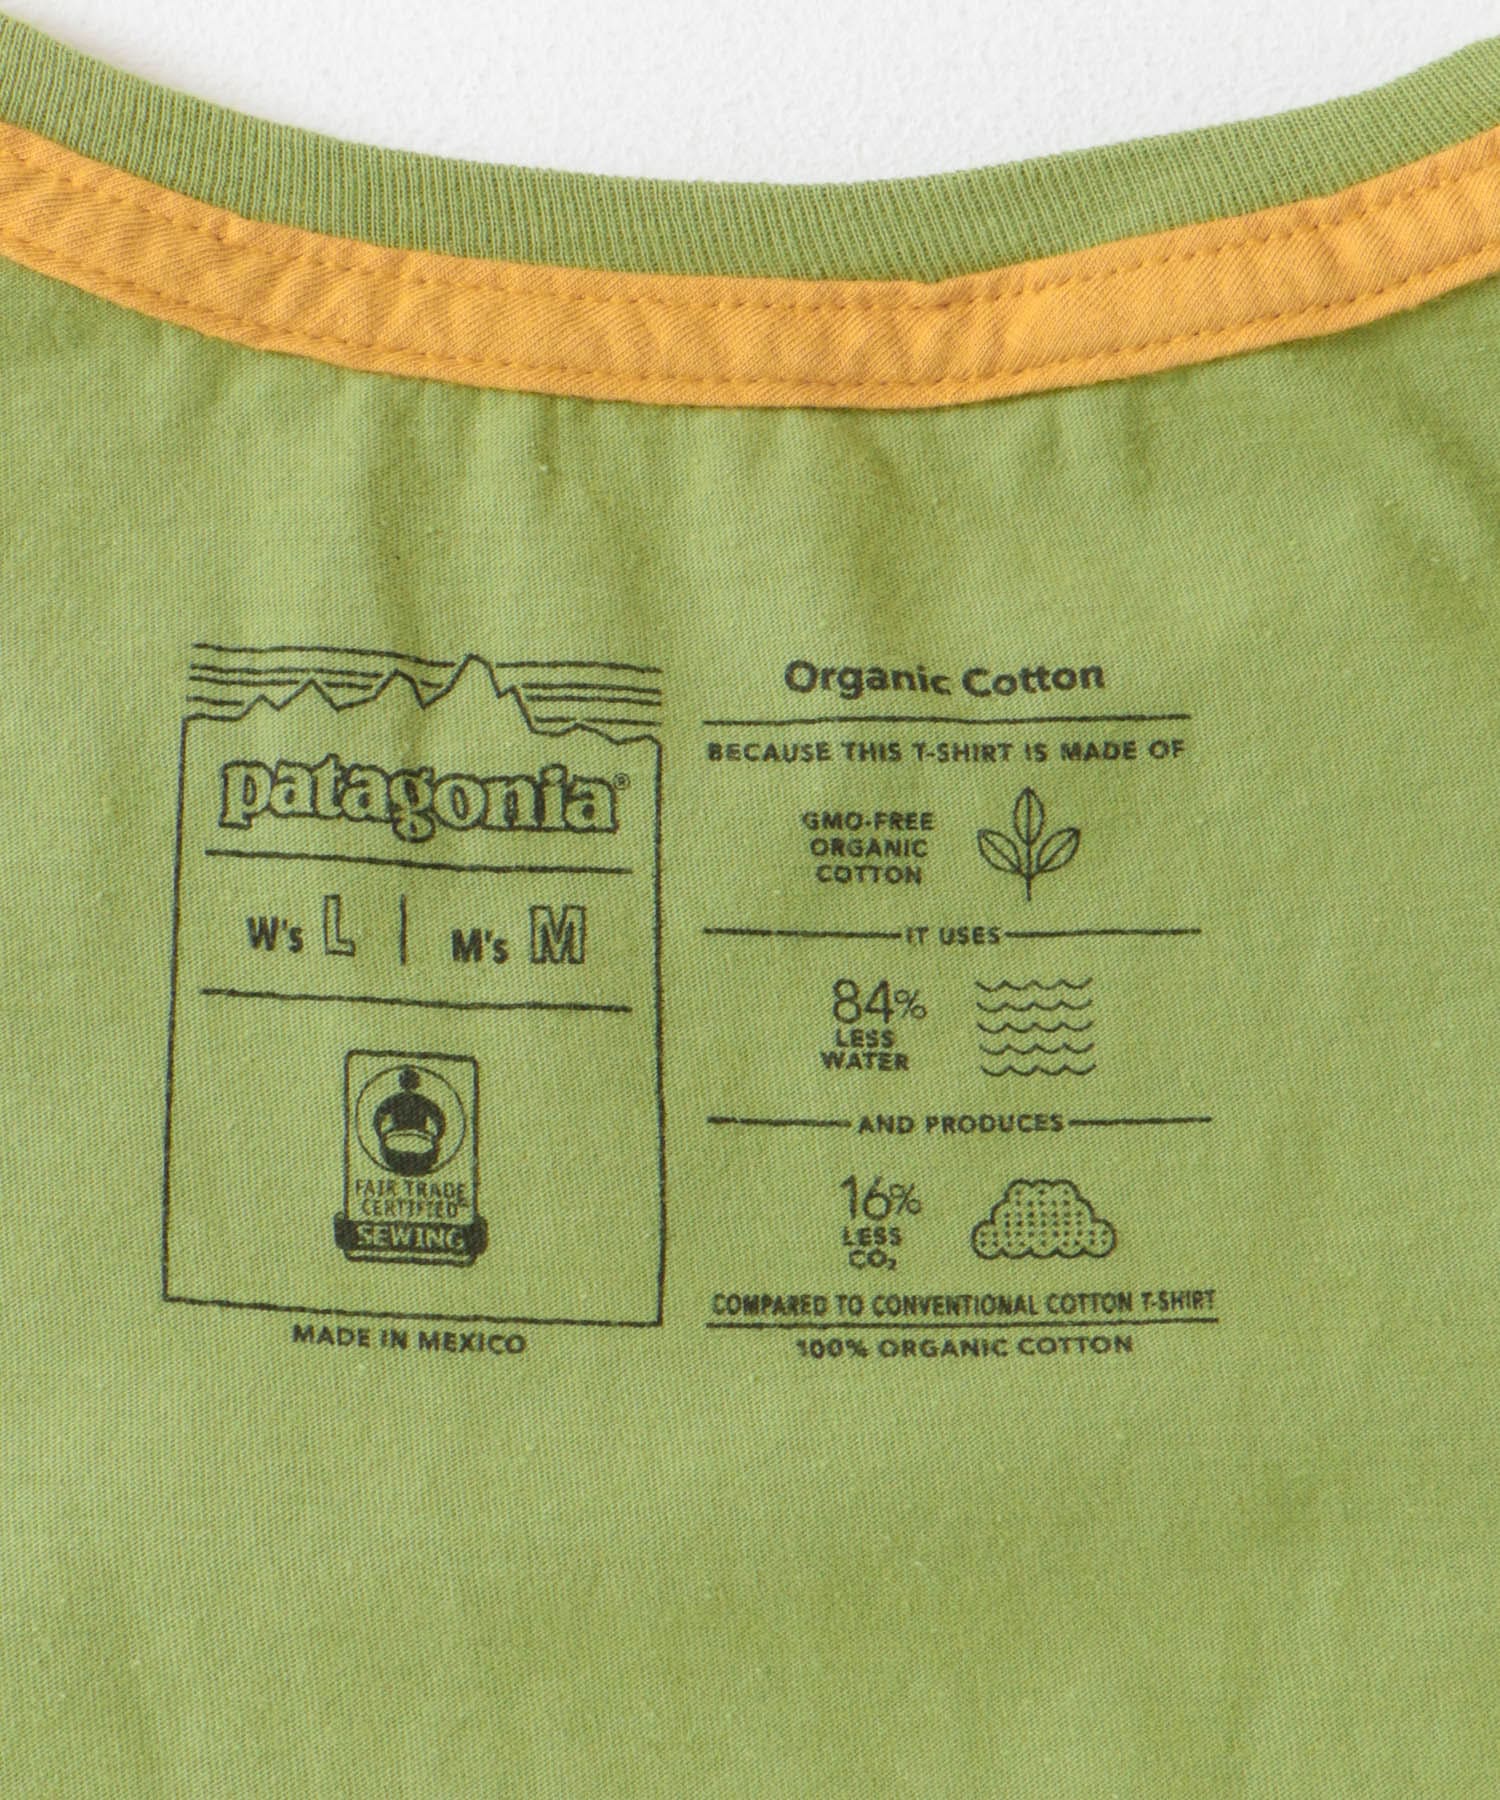 patagonia®
W's L | M's M
FAIR TRADE
CERTIFIED™
SEWING
MADE IN MEXICO
Organic Cotton
BECAUSE THIS T-SHIRT IS MADE OF
GMO-FREE
ORGANIC
COTTON
IT USES
84%
LESS
WATER
AND PRODUCES
16%
LESS
CO₂
COMPARED TO CONVENTIONAL COTTON T-SHIRT
100% ORGANIC COTTON